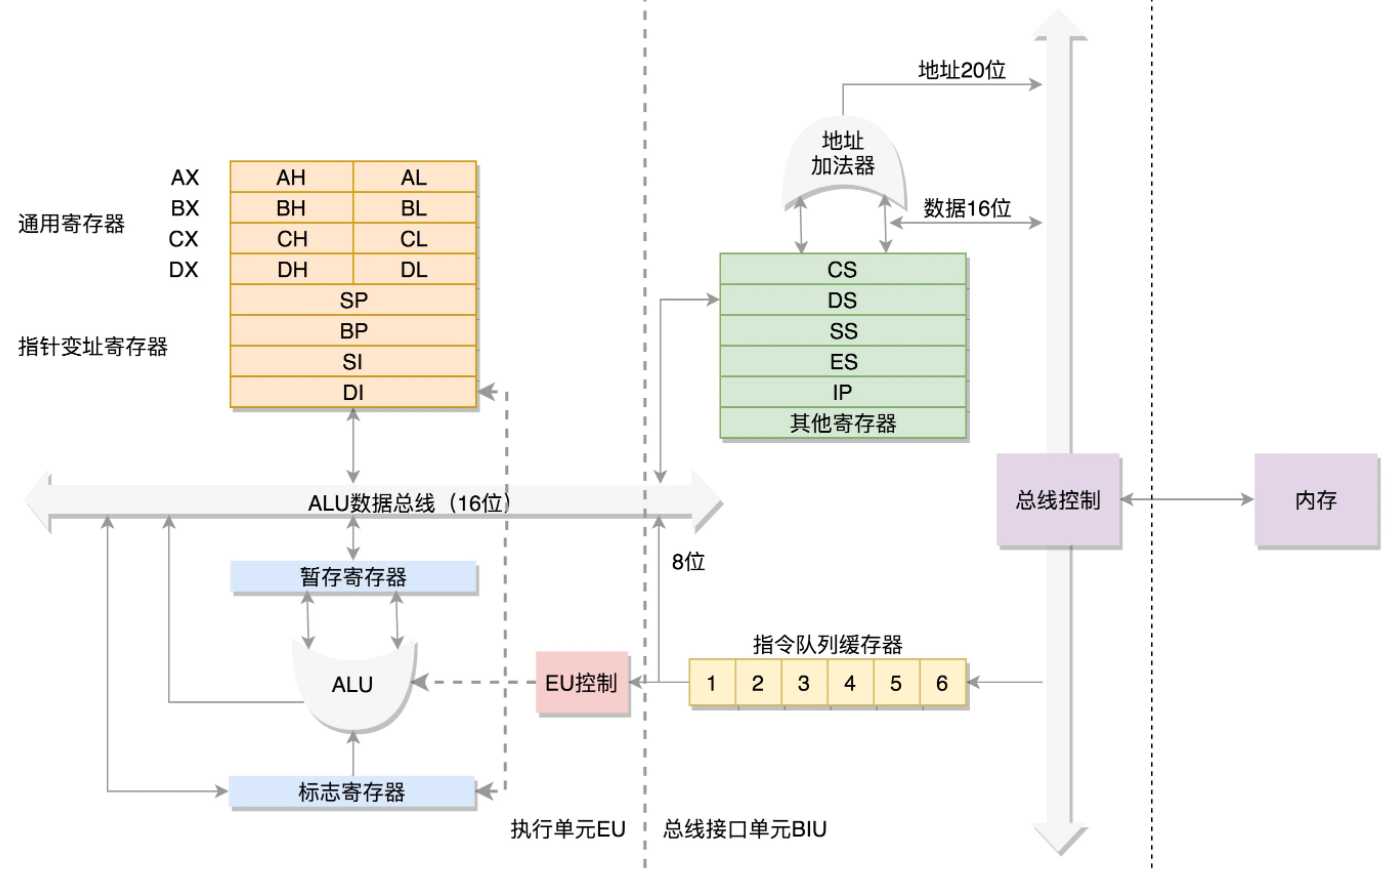 地址20位
地址
加法器
数据16位
通用寄存器
AX AH AL
BX BH BL
CX CH CL
DX DH DL
指针变址寄存器
SP
BP
SI
DI
CS
DS
SS
ES
IP
其他寄存器
ALU数据总线（16位）
总线控制
内存
8位
暂存寄存器
ALU
EU控制
指令队列缓存器
1 2 3 4 5 6
标志寄存器
执行单元EU
总线接口单元BIU